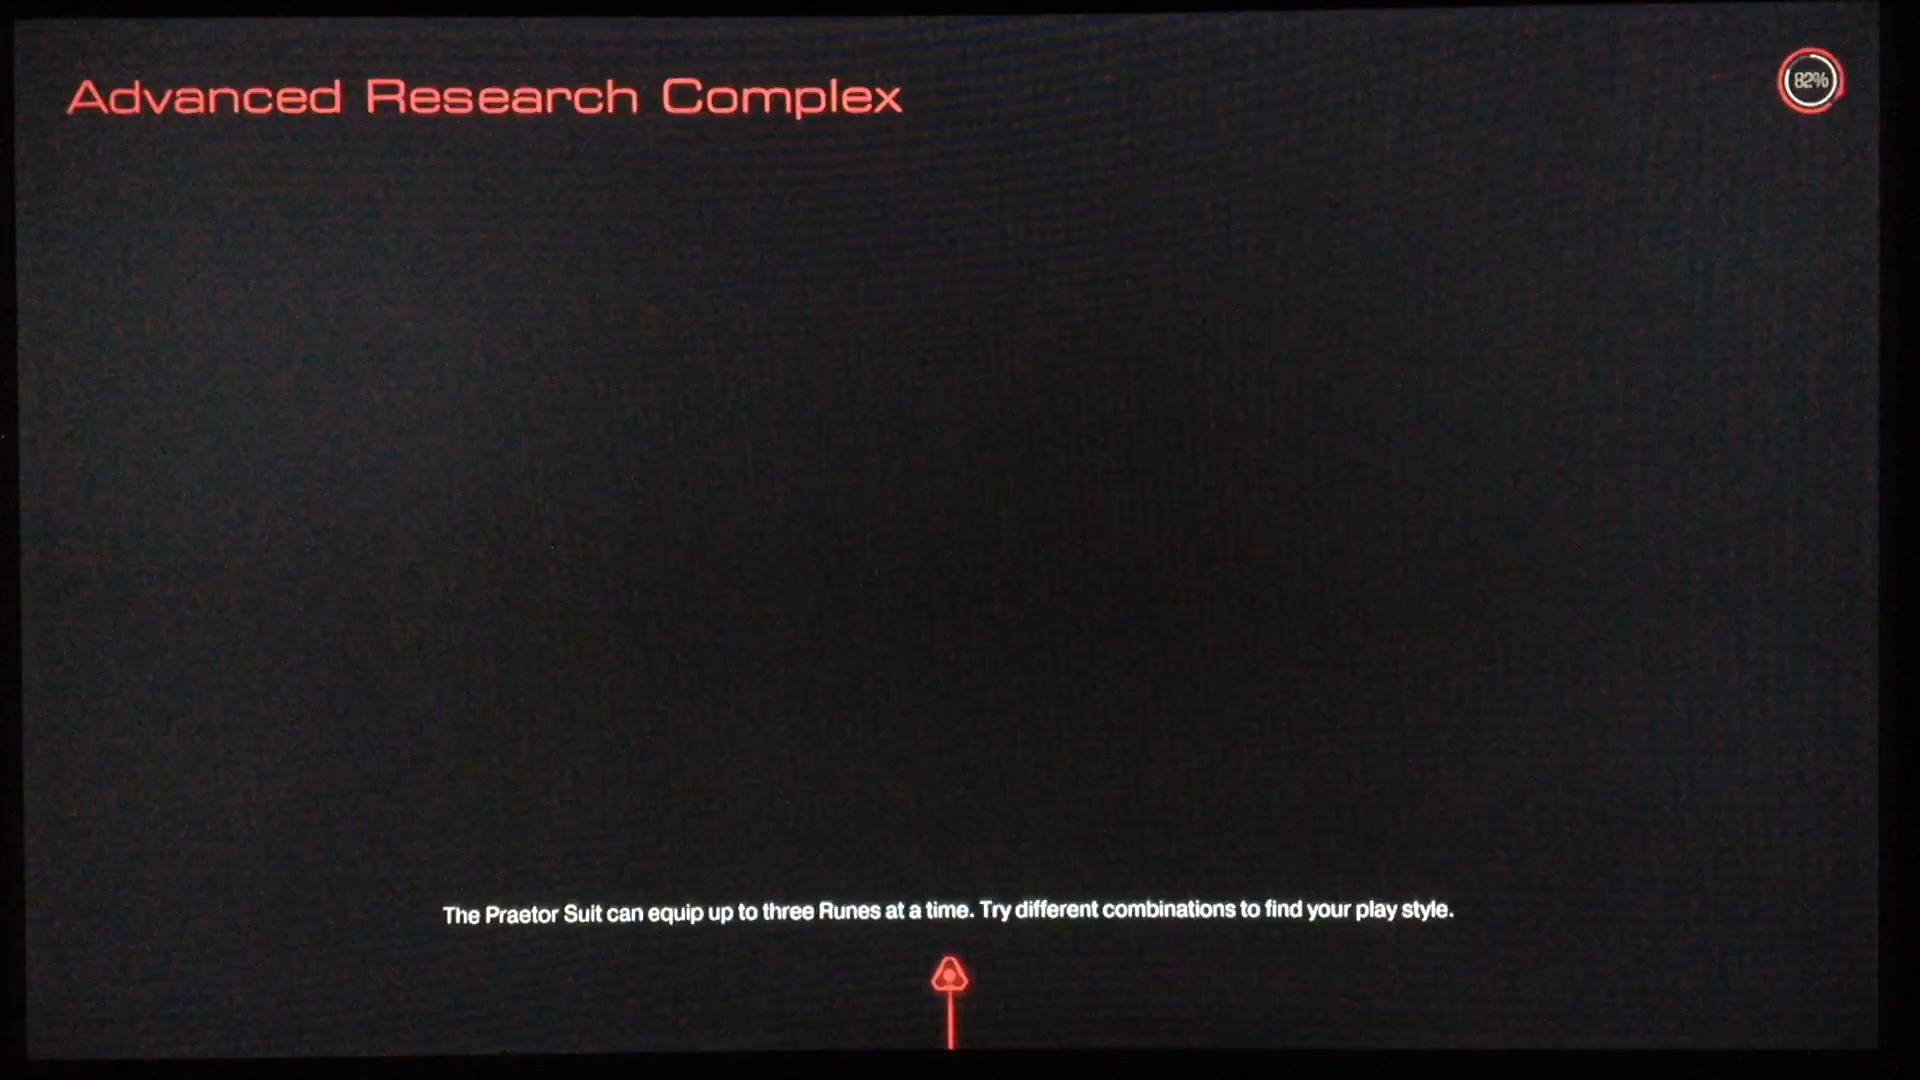 Advanced Research Complex
82%
The Praetor Suit can equip up to three Runes at a time. Try different combinations to find your play style.